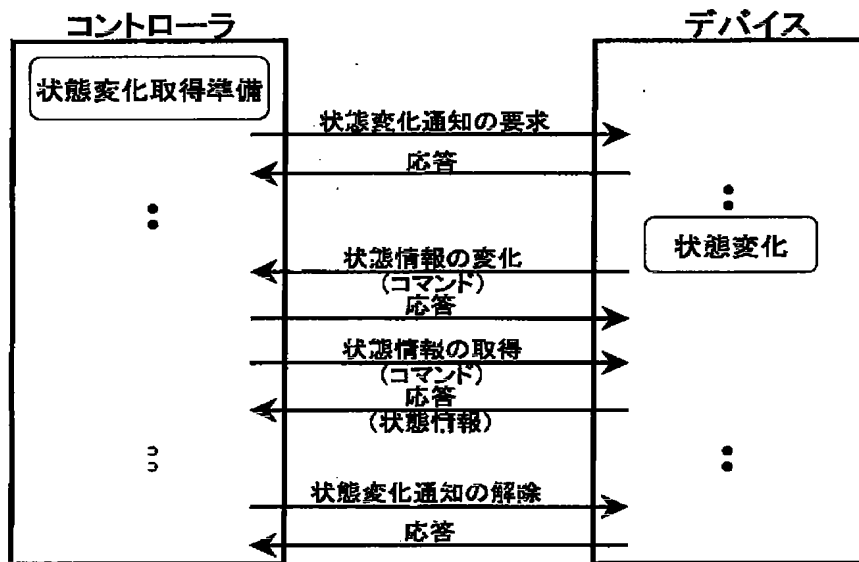 コントローラ
デバイス
状態変化取得準備
状態変化通知の要求
応答
状態変化
状態情報の変化
(コマンド)
応答
状態情報の取得
(コマンド)
応答
(状態情報)
状態変化通知の解除
応答